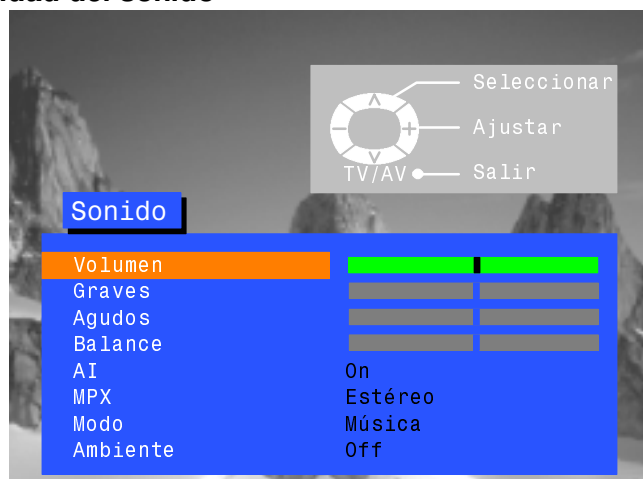 Seleccionar
Ajustar
TV/AV Salir
Sonido
Volumen
Graves
Agudos
Balance
AI On
MPX Estéreo
Modo Música
Ambiente Off